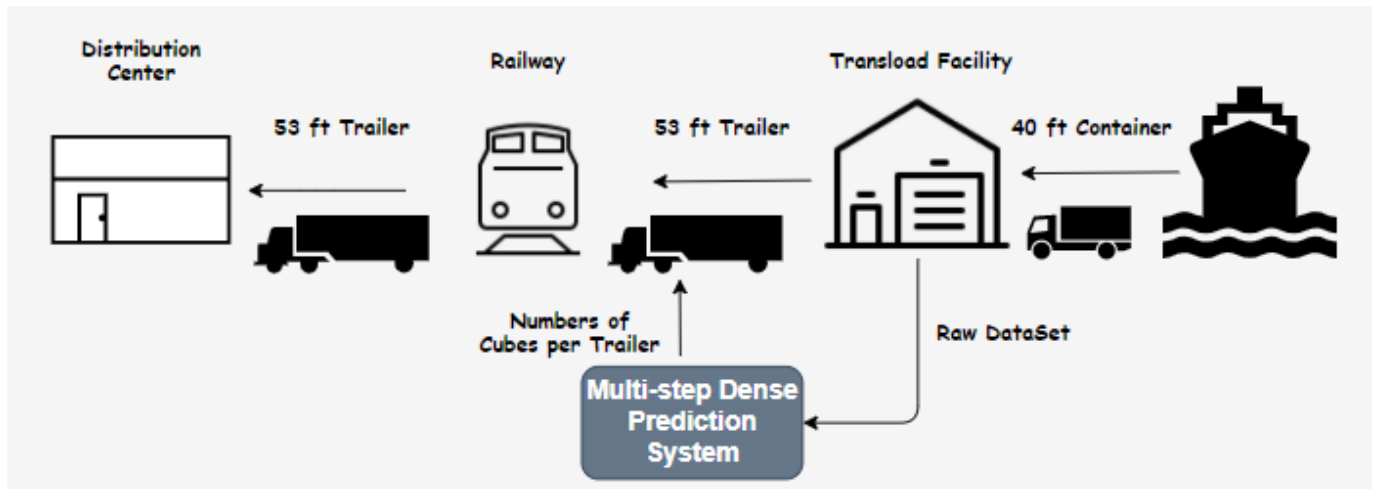 Distribution
Center
Railway
Transload Facility
53 ft Trailer
53 ft Trailer
40 ft Container
Numbers of
Cubes per Trailer
Raw DataSet
Multi-step Dense
Prediction
System